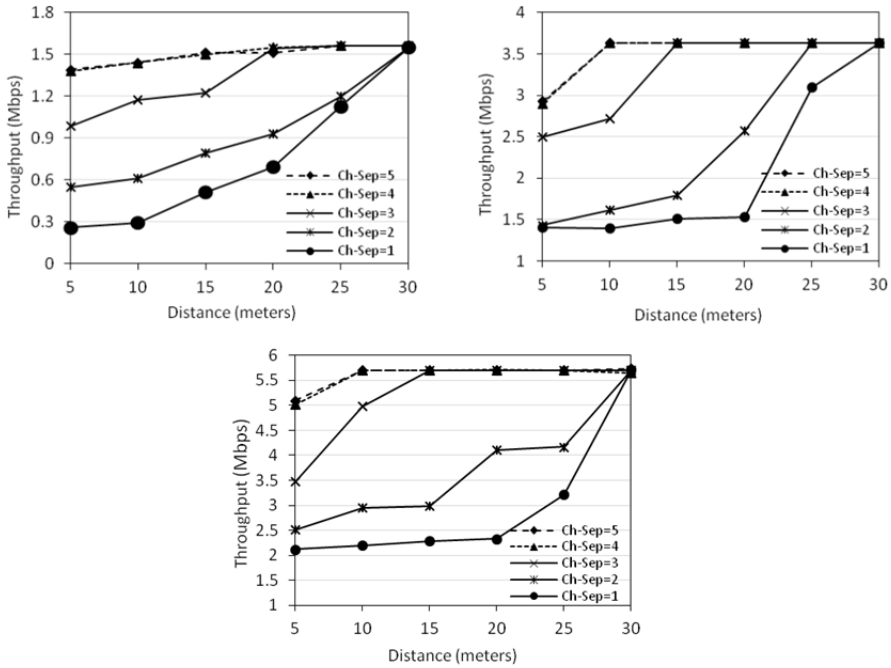 1.8
1.5
1.2
0.9
0.6
0.3
0
Throughput (Mbps)
Ch-Sep=5
Ch-Sep=4
Ch-Sep=3
Ch-Sep=2
Ch-Sep=1
5 10 15 20 25 30
Distance (meters)
4
3.5
3
2.5
2
1.5
1
Throughput (Mbps)
Ch-Sep=5
Ch-Sep=4
Ch-Sep=3
Ch-Sep=2
Ch-Sep=1
5 10 15 20 25 30
Distance (meters)
6
5.5
5
4.5
4
3.5
3
2.5
2
1.5
1
Throughput (Mbps)
Ch-Sep=5
Ch-Sep=4
Ch-Sep=3
Ch-Sep=2
Ch-Sep=1
5 10 15 20 25 30
Distance (meters)